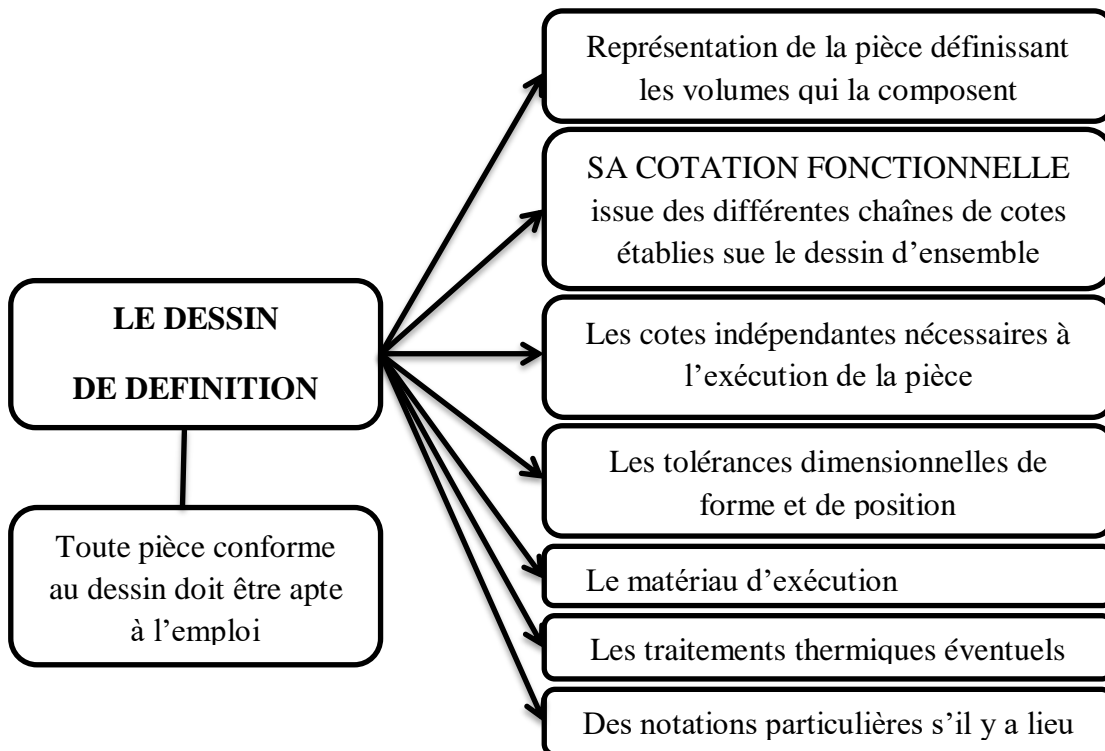 LE DESSIN
DE DEFINITION
Toute pièce conforme
au dessin doit être apte
à l'emploi
Représentation de la pièce définissant
les volumes qui la composent
SA COTATION FONCTIONNELLE
issue des différentes chaînes de cotes
établies sue le dessin d'ensemble
Les cotes indépendantes nécessaires à
l'exécution de la pièce
Les tolérances dimensionnelles de
forme et de position
Le matériau d'exécution
Les traitements thermiques éventuels
Des notations particulières s'il y a lieu